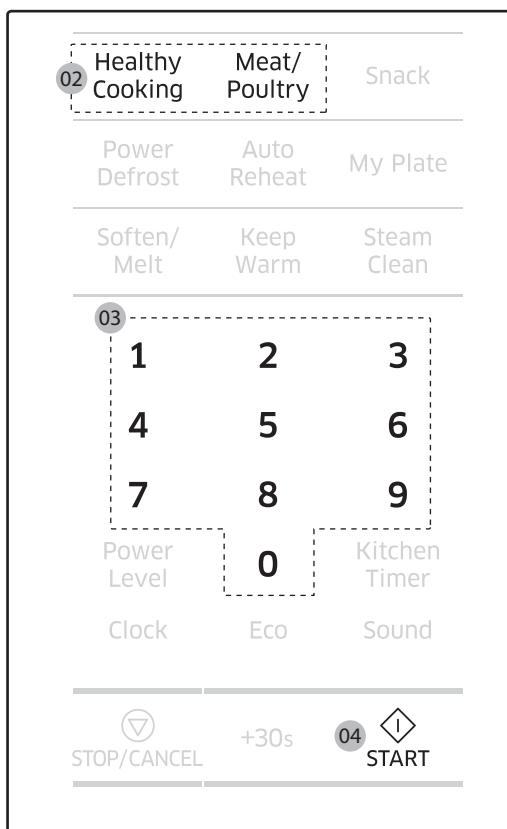 02
Healthy Cooking
Meat/ Poultry
Snack
Power Defrost
Auto Reheat
My Plate
Soften/ Melt
Keep Warm
Steam Clean
03
1 2 3
4 5 6
7 8 9
Power Level
0
Kitchen Timer
Clock
Eco
Sound
STOP/CANCEL
+30s
04
START